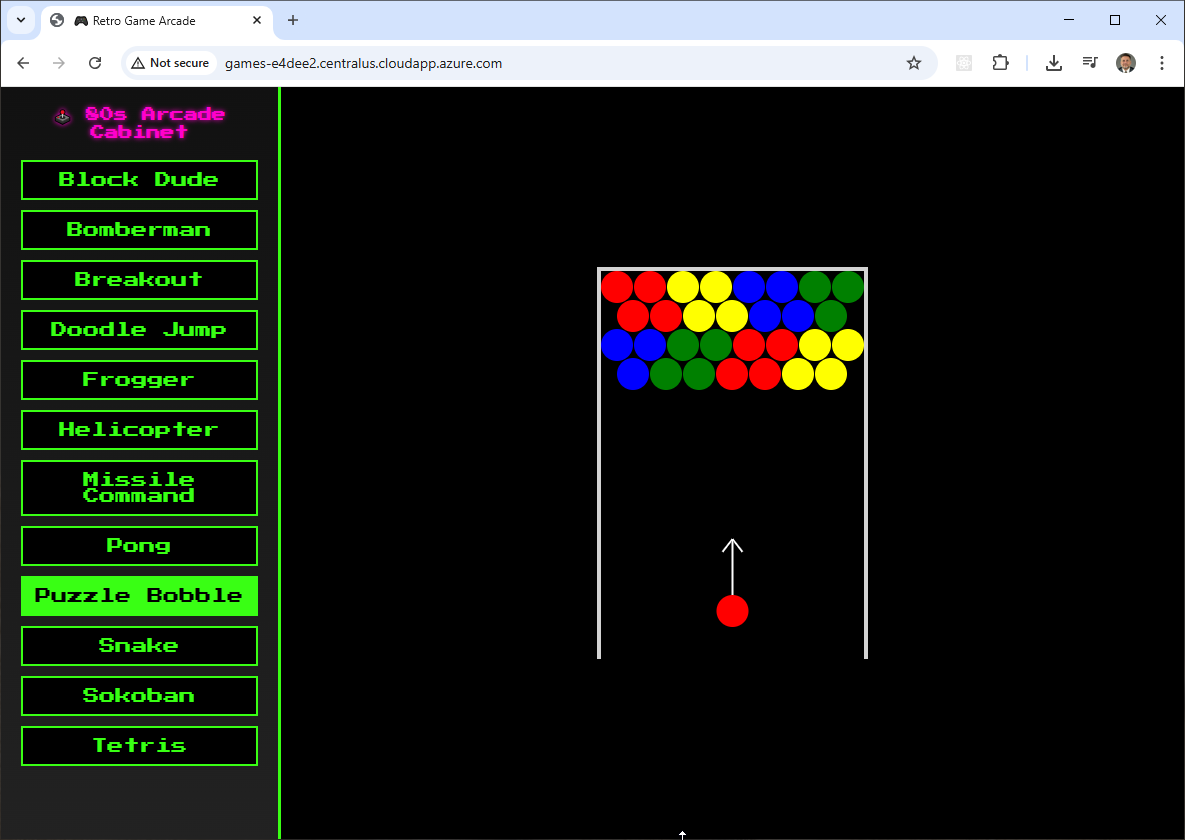 Retro Game Arcade
Not secure
games-e4dee2.centralus.cloudapp.azure.com
80s Arcade
Cabinet
Block Dude
Bomberman
Breakout
Doodle Jump
Frogger
Helicopter
Missile
Command
Pong
Puzzle Bobble
Snake
Sokoban
Tetris